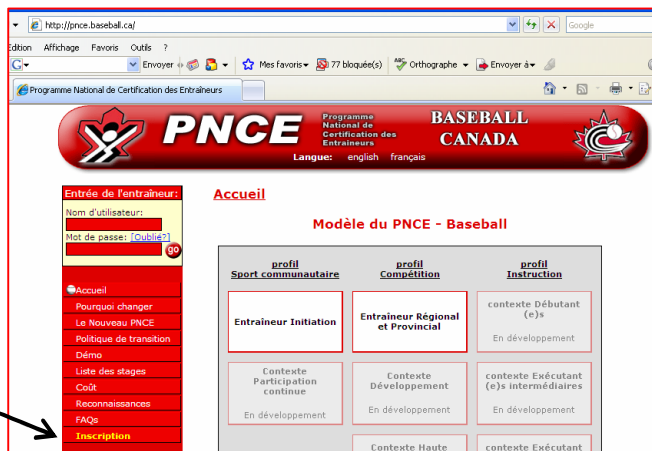 http://pnce.baseball.ca/
Google
Edition Affichage Favoris Outils ?
G Envoyer Mes favoris 77 bloquée(s) Orthographe Envoyer à
Programme National de Certification des Entraîneurs
PNCE
Programme
National de
Certification des
Entraineurs
BASEBALL
CANADA
Langue: english français
Entrée de l'entraîneur:
Nom d'utilisateur:
Mot de passe: [Oublié?]
go
Accueil
Pourquoi changer
Le Nouveau PNCE
Politique de transition
Démo
Liste des stages
Coût
Reconnaissances
FAQs
Inscription
Accueil
Modèle du PNCE - Baseball
profil
Sport communautaire
Entraîneur Initiation
Contexte
Participation
continue
En développement
profil
Compétition
Entraîneur Régional
et Provincial
Contexte
Développement
En développement
Contexte Haute
profil
Instruction
contexte Débutant
(e)s
En développement
contexte Exécutant
(e)s intermédiaires
En développement
contexte Exécutant